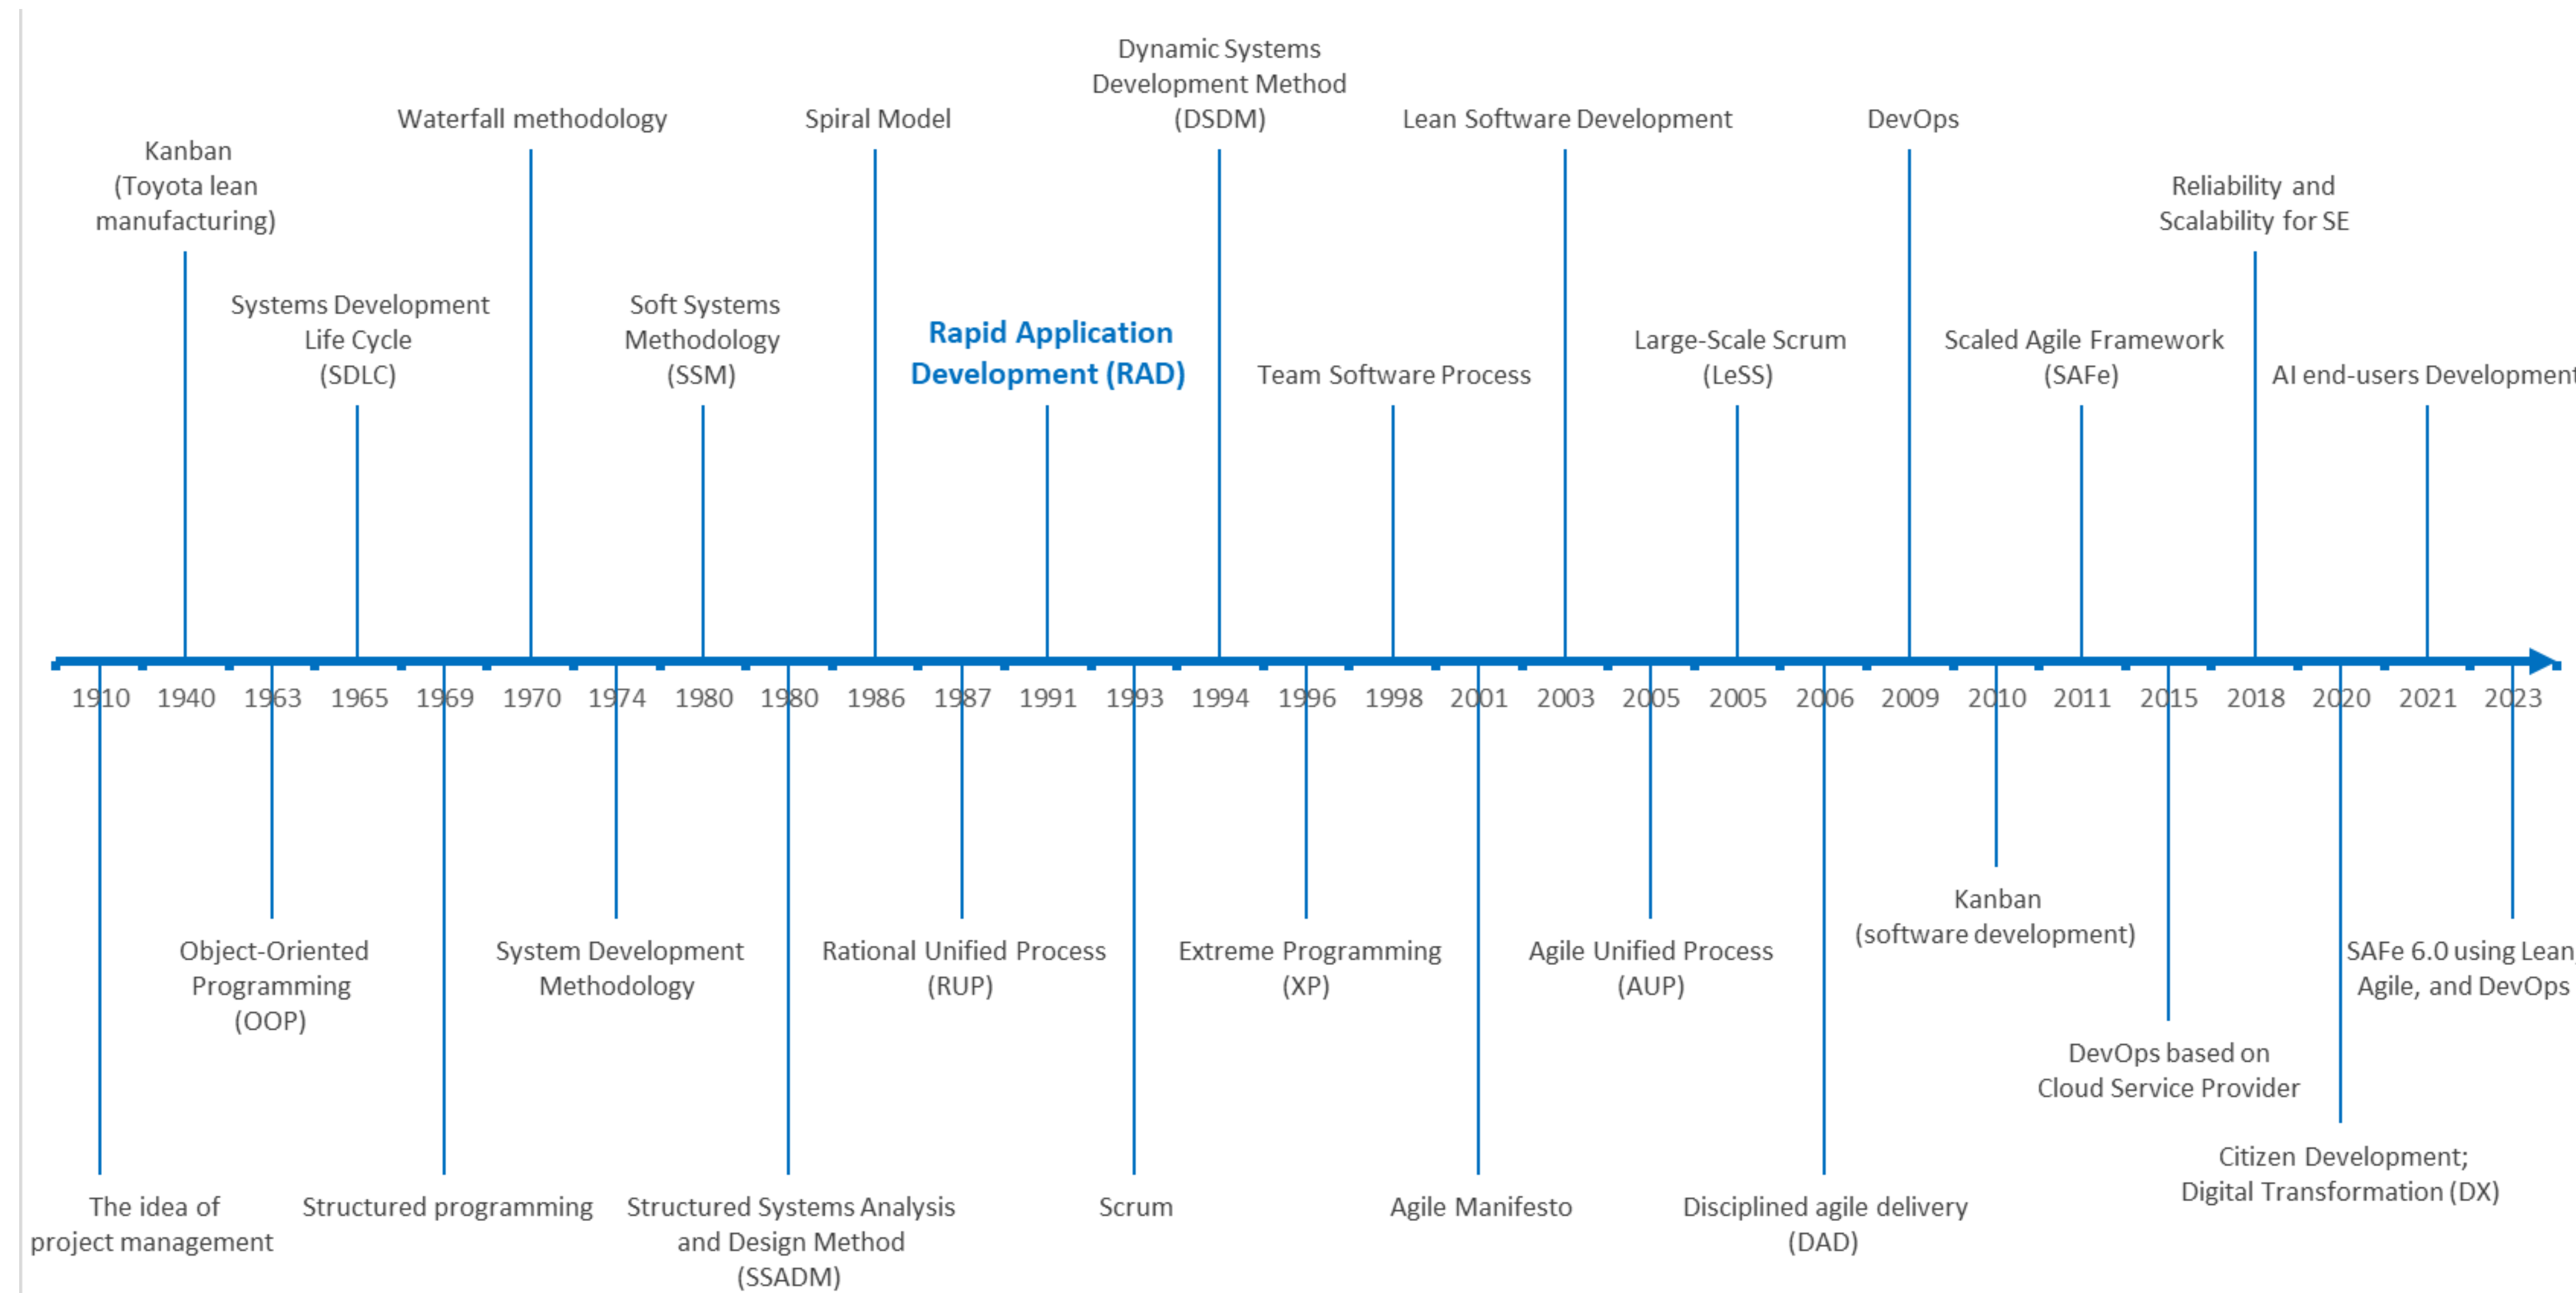 Dynamic Systems
Development Method
(DSDM)
Waterfall methodology
Spiral Model
Lean Software Development
DevOps
Kanban
(Toyota lean
manufacturing)
Reliability and
Scalability for SE
Systems Development
Life Cycle
(SDLC)
Soft Systems
Methodology
(SSM)
Rapid Application
Development (RAD)
Team Software Process
Large-Scale Scrum
(LeSS)
Scaled Agile Framework
(SAFe)
AI end-users Development
1910 1940 1963 1965 1969 1970 1974 1980 1980 1986 1987 1991 1993 1994 1996 1998 2001 2003 2005 2005 2006 2009 2010 2011 2015 2018 2020 2021 2023
Kanban
(software development)
Object-Oriented
Programming
(OOP)
System Development
Methodology
Rational Unified Process
(RUP)
Extreme Programming
(XP)
Agile Unified Process
(AUP)
SAFe 6.0 using Lean,
Agile, and DevOps
DevOps based on
Cloud Service Provider
Citizen Development;
Digital Transformation (DX)
The idea of
project management
Structured programming
Structured Systems Analysis
and Design Method
(SSADM)
Scrum
Agile Manifesto
Disciplined agile delivery
(DAD)